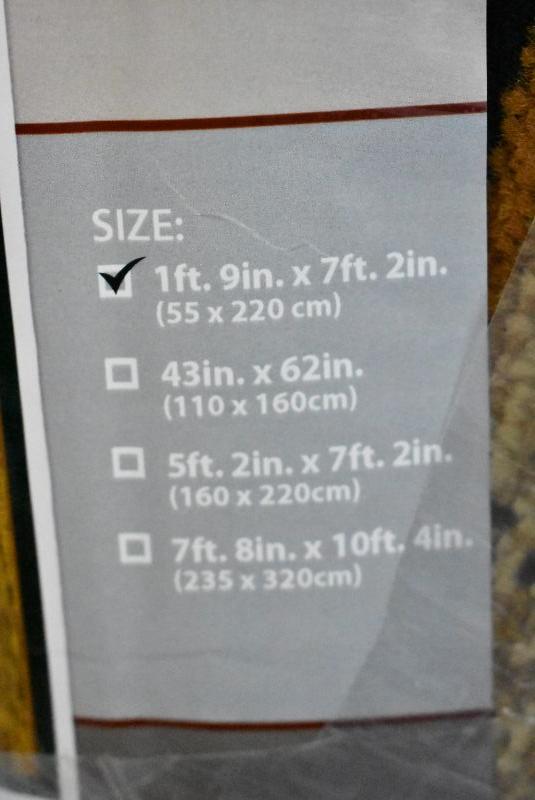 SIZE:
1ft. 9in. x 7ft. 2in.
(55 x 220 cm)
43in. x 62in.
(110 x 160cm)
5ft. 2in. x 7ft. 2in.
(160 x 220cm)
7ft. 8in. x 10ft. 4in.
(235 x 320cm)